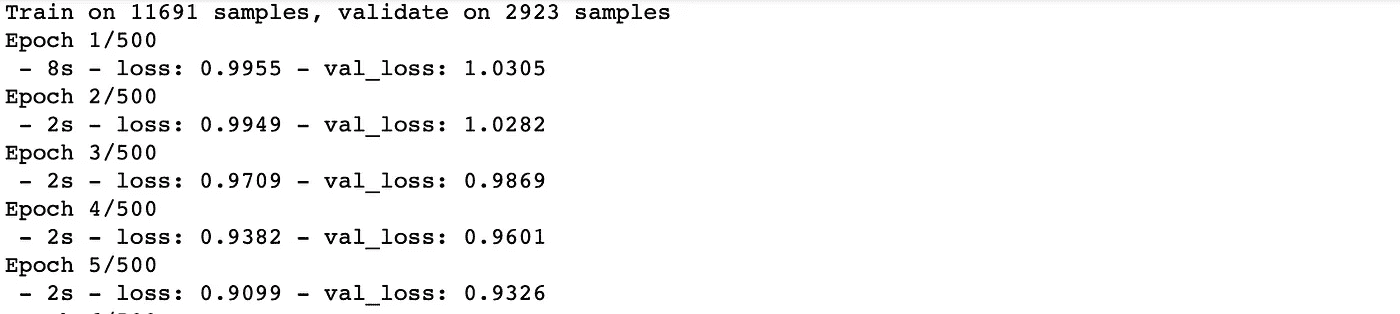 Train on 11691 samples, validate on 2923 samples
Epoch 1/500
 - 8s - loss: 0.9955 - val_loss: 1.0305
Epoch 2/500
 - 2s - loss: 0.9949 - val_loss: 1.0282
Epoch 3/500
 - 2s - loss: 0.9709 - val_loss: 0.9869
Epoch 4/500
 - 2s - loss: 0.9382 - val_loss: 0.9601
Epoch 5/500
 - 2s - loss: 0.9099 - val_loss: 0.9326